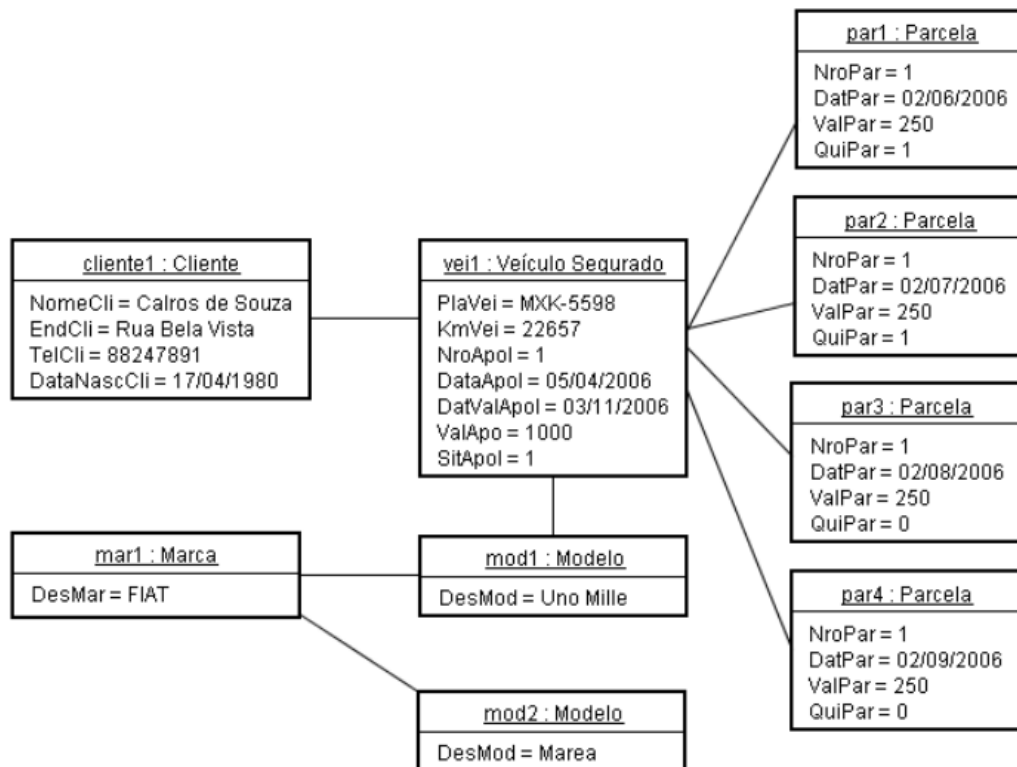 par1 : Parcela
NroPar = 1
DatPar = 02/06/2006
ValPar = 250
QuiPar = 1
par2 : Parcela
NroPar = 1
DatPar = 02/07/2006
ValPar = 250
QuiPar = 1
cliente1 : Cliente
NomeCli = Calros de Souza
EndCli = Rua Bela Vista
TelCli = 88247891
DataNascCli = 17/04/1980
vei1 : Veículo Segurado
PlaVei = MXK-5598
KmVei = 22657
NroApol = 1
DataApol = 05/04/2006
DatValApol = 03/11/2006
ValApo = 1000
SitApol = 1
par3 : Parcela
NroPar = 1
DatPar = 02/08/2006
ValPar = 250
QuiPar = 0
mar1 : Marca
DesMar = FIAT
mod1 : Modelo
DesMod = Uno Mille
par4 : Parcela
NroPar = 1
DatPar = 02/09/2006
ValPar = 250
QuiPar = 0
mod2 : Modelo
DesMod = Marea